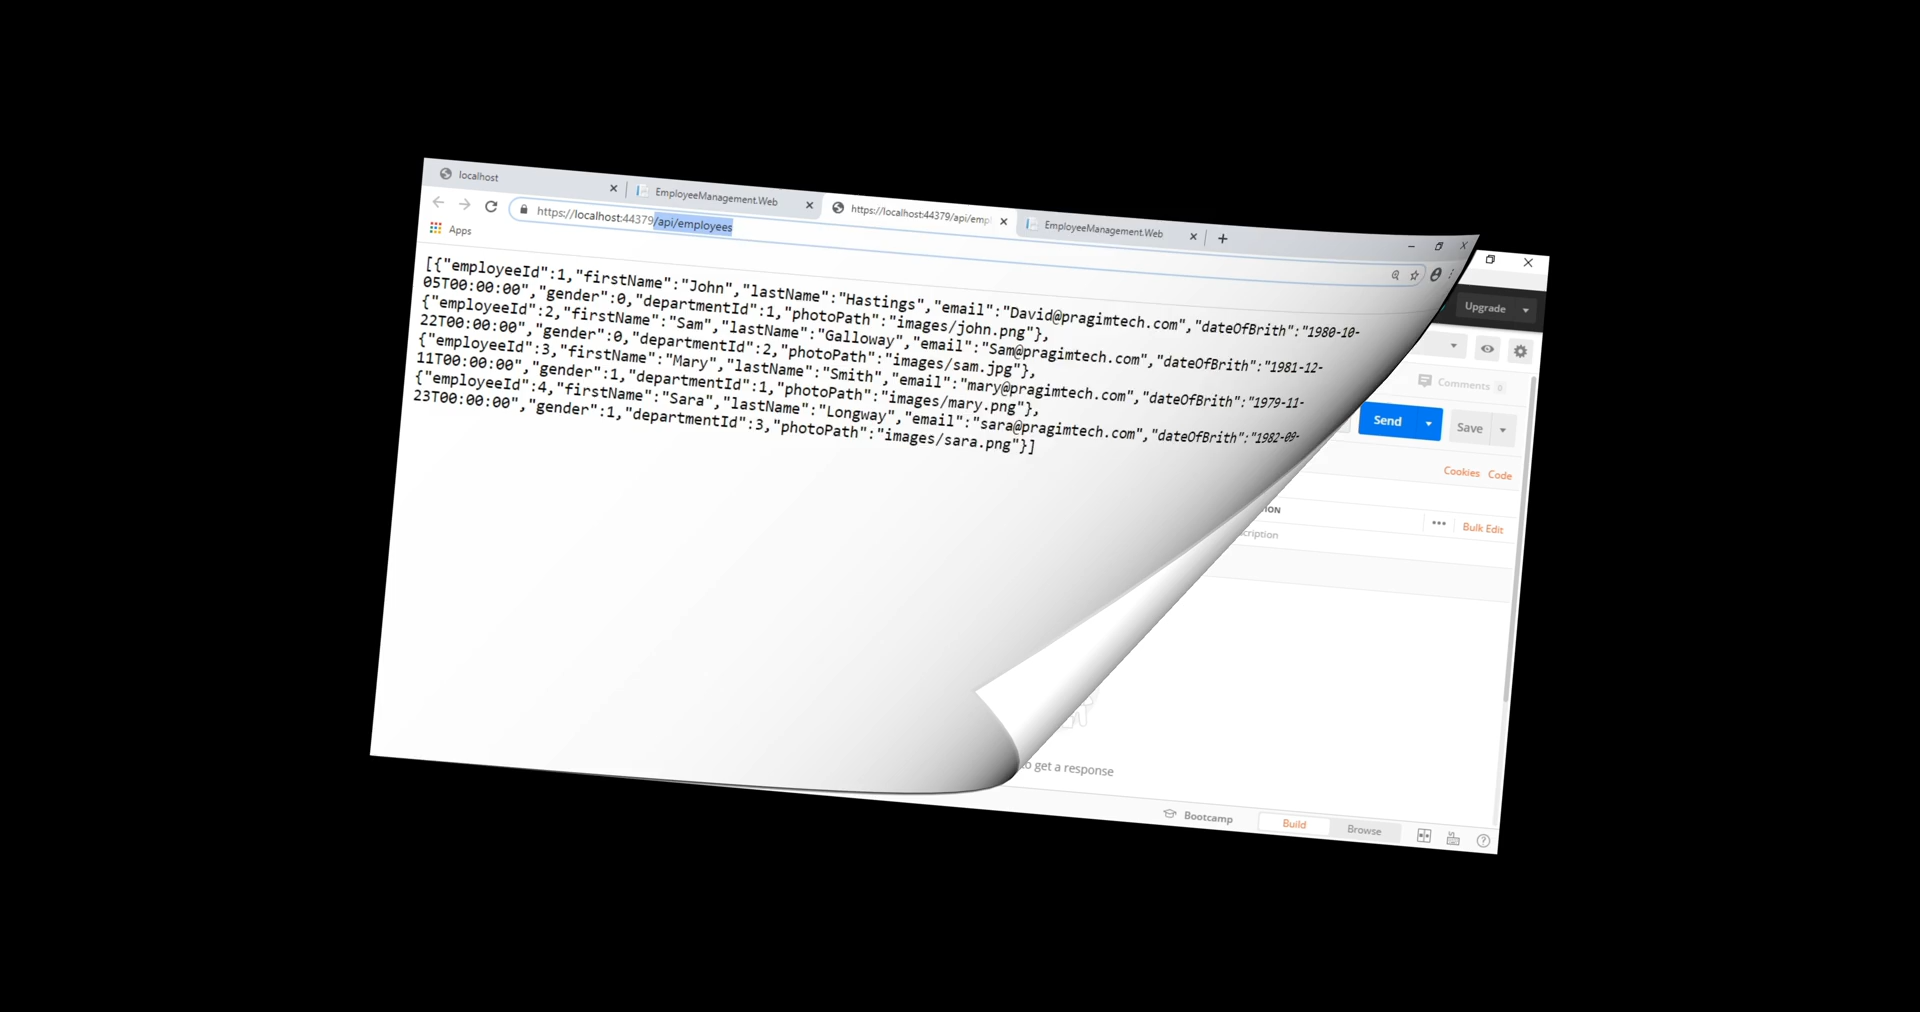 localhost
EmployeeManagement.Web
https://localhost:44379/api/emp
EmployeeManagement.Web
https://localhost:44379/api/employees
Apps
[{"employeeId":1,"firstName":"John","lastName":"Hastings","email":"David@pragimtech.com","dateOfBrith":"1980-10-
05T00:00:00","gender":0,"departmentId":1,"photoPath":"images/john.png"},
{"employeeId":2,"firstName":"Sam","lastName":"Galloway","email":"Sam@pragimtech.com","dateOfBrith":"1981-12-
22T00:00:00","gender":0,"departmentId":2,"photoPath":"images/sam.jpg"},
{"employeeId":3,"firstName":"Mary","lastName":"Smith","email":"mary@pragimtech.com","dateOfBrith":"1979-11-
11T00:00:00","gender":1,"departmentId":1,"photoPath":"images/mary.png"},
{"employeeId":4,"firstName":"Sara","lastName":"Longway","email":"sara@pragimtech.com","dateOfBrith":"1982-09-
23T00:00:00","gender":1,"departmentId":3,"photoPath":"images/sara.png"}]
Upgrade
Comments 0
Send
Save
Cookies Code
Bulk Edit
to get a response
Bootcamp
Build
Browse